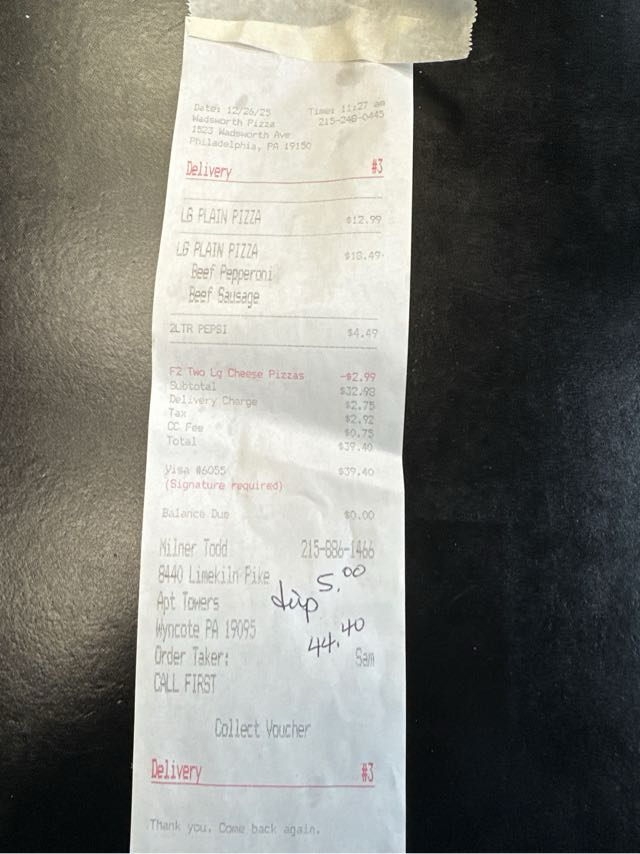 Date: 12/26/25 Time: 11:27 am
Wadsworth Pizza 215-248-0445
1523 Wadsworth Ave
Philadelphia, PA 19150
Delivery #3
LG PLAIN PIZZA $12.99
LG PLAIN PIZZA $18.49
Beef Pepperoni
Beef Sausage
2LTR PEPSI $4.49
F2 Two Lg Cheese Pizzas -$2.99
Subtotal $32.98
Delivery Charge $2.75
Tax $2.92
CC Fee $0.75
Total $39.40
Visa #6055 $39.40
(Signature required)
Balance Due $0.00
Milner Todd 215-886-1466
8440 Limekiln Pike
Apt Towers
Wyncote PA 19095
Order Taker: Sam
CALL FIRST
tip 5.00
44.40
Collect Voucher
Delivery #3
Thank you. Come back again.